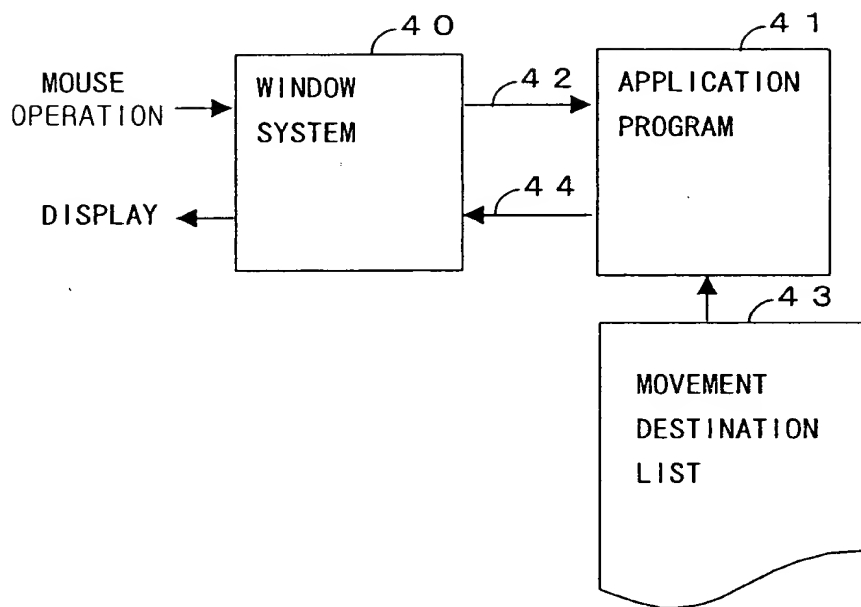 40
41
MOUSE
OPERATION
WINDOW
SYSTEM
42
APPLICATION
PROGRAM
DISPLAY
44
43
MOVEMENT
DESTINATION
LIST